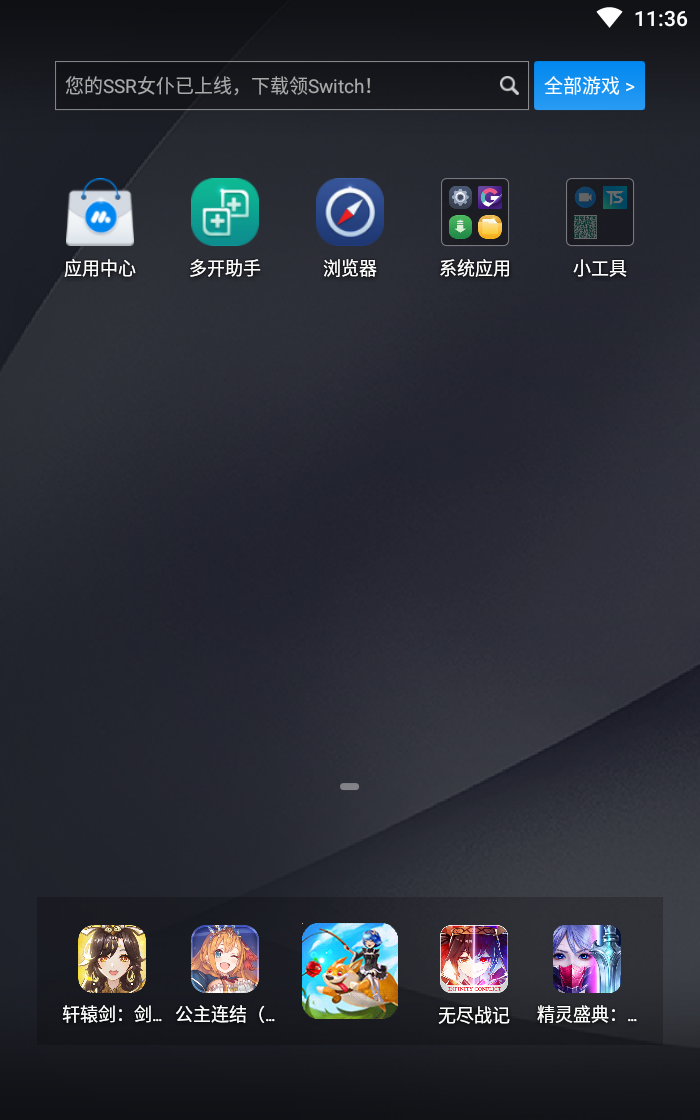 11:36
您的SSR女仆已上线，下载领Switch！
全部游戏 >
应用中心
多开助手
浏览器
系统应用
小工具
TS
INFINITY CONFLICT
轩辕剑：剑...
公主连结（...
无尽战记
精灵盛典：...